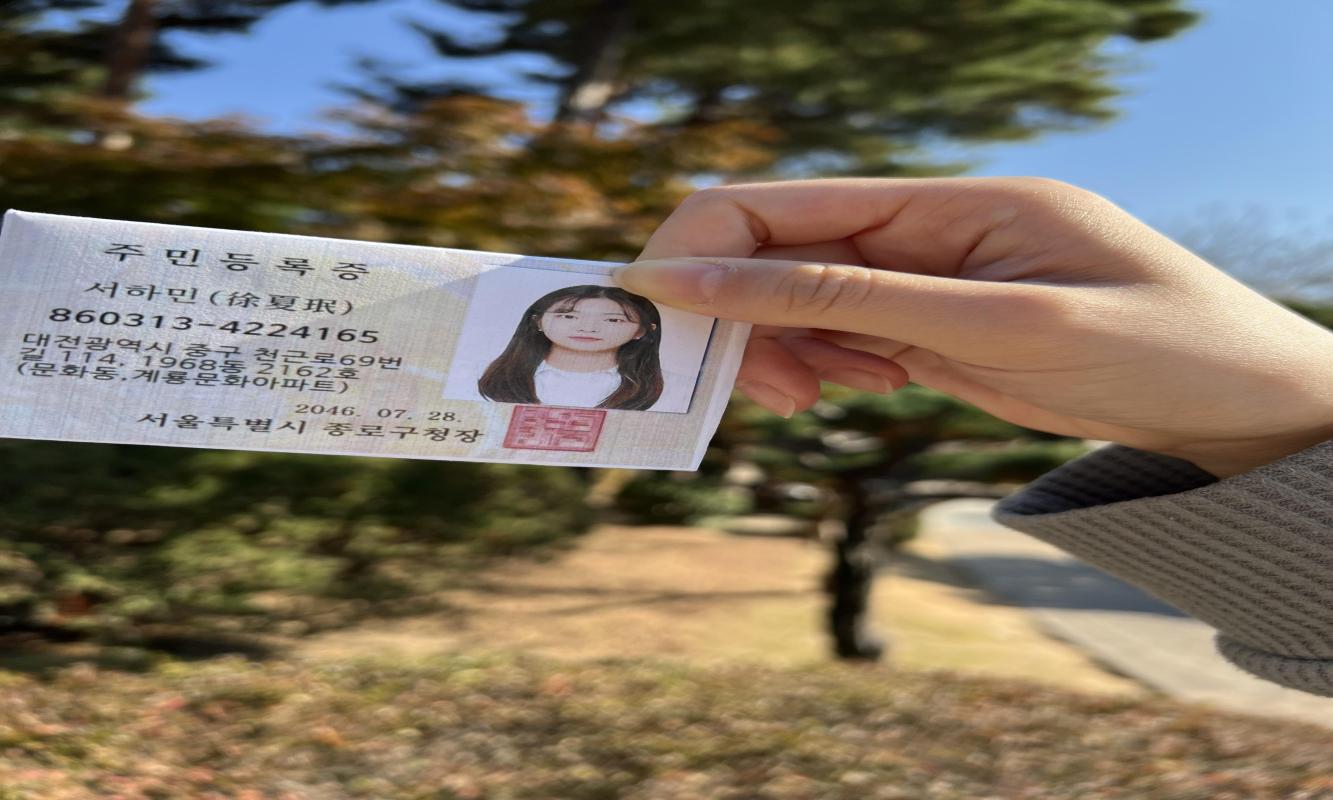 주민등록증
서하민(徐夏珉)
860313-4224165
대전광역시 중구 천근로69번
길 114, 1968동 2162호
(문화동,계룡문화아파트)
2046. 07. 28.
서울특별시 종로구청장